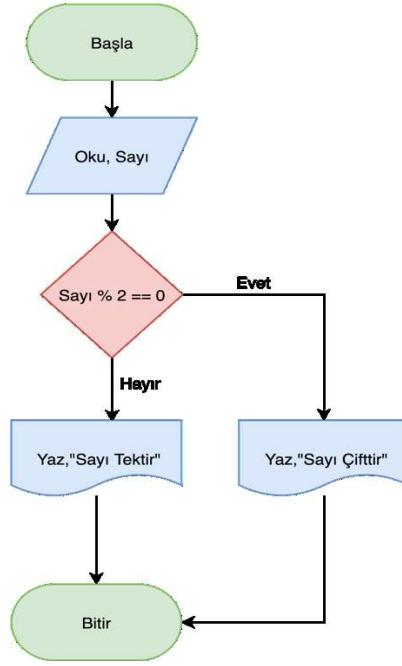 Başla
Oku, Sayı
Sayı % 2 == 0
Evet
Hayır
Yaz,"Sayı Tektir"
Yaz,"Sayı Çifttir"
Bitir